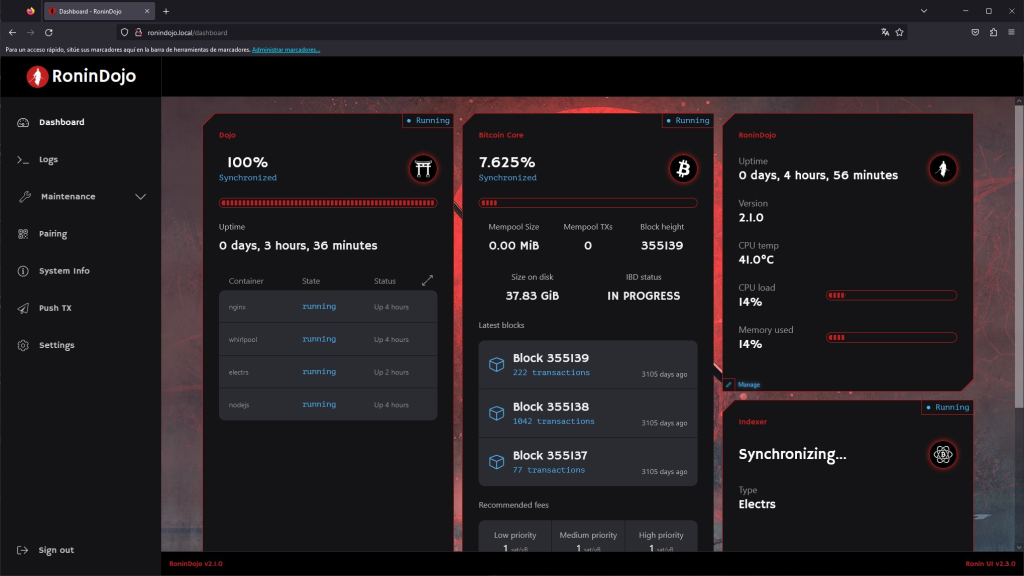 Dashboard - RoninDojo
ronindojo.local/dashboard
Para un acceso rápido, sitúe sus marcadores aquí en la barra de herramientas de marcadores. Administrar marcadores...
RoninDojo
Dashboard
Logs
Maintenance
Pairing
System Info
Push TX
Settings
Sign out
Running
Dojo
100%
Synchronized
Uptime
0 days, 3 hours, 36 minutes
Container State Status
nginx running Up 4 hours
whirlpool running Up 4 hours
electrs running Up 2 hours
nodejs running Up 4 hours
Running
Bitcoin Core
7.625%
Synchronized
Mempool Size Mempool TXs Block height
0.00 MiB 0 355139
Size on disk IBD status
37.83 GiB IN PROGRESS
Latest blocks
Block 355139
222 transactions 3105 days ago
Block 355138
1042 transactions 3105 days ago
Block 355137
77 transactions 3105 days ago
Recommended fees
Low priority Medium priority High priority
1 sat/vB 1 sat/vB 1 sat/vB
RoninDojo
Uptime
0 days, 4 hours, 56 minutes
Version
2.1.0
CPU temp
41.0°C
CPU load
14%
Memory used
14%
Manage
Running
Indexer
Synchronizing...
Type
Electrs
RoninDojo v2.1.0
Ronin UI v2.3.0